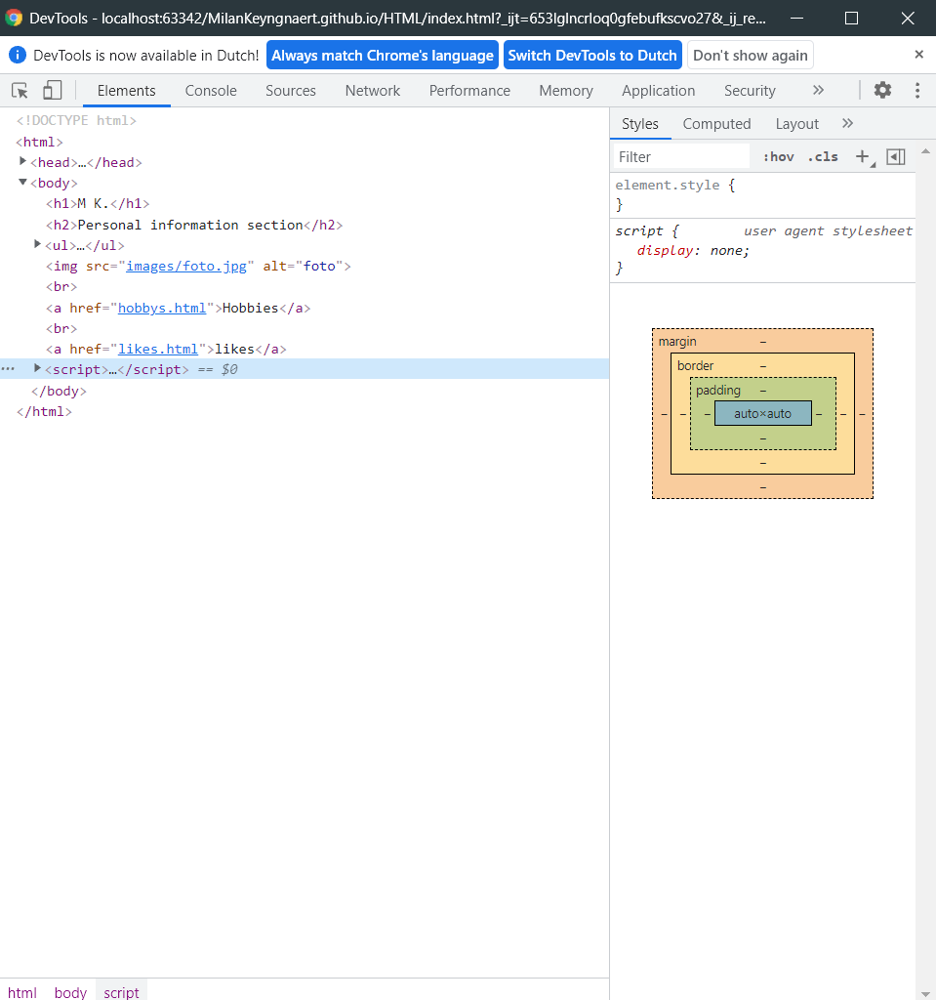 DevTools - localhost:63342/MilanKeyngnaert.github.io/HTML/index.html?_ijt=653lglncrloq0gfebufkscvo27&_ij_re...
DevTools is now available in Dutch! Always match Chrome's language Switch DevTools to Dutch Don't show again
Elements Console Sources Network Performance Memory Application Security
Styles Computed Layout
Filter :hov .cls
<!DOCTYPE html>
<html>
<head>…</head>
<body>
<h1>M K.</h1>
<h2>Personal information section</h2>
<ul>…</ul>
<img src="images/foto.jpg" alt="foto">
<br>
<a href="hobbys.html">Hobbies</a>
<br>
<a href="likes.html">likes</a>
<script>…</script> == $0
</body>
</html>
element.style {
}
script { user agent stylesheet
display: none;
}
margin –
border –
padding –
– – – auto×auto – – –
–
–
–
html body script